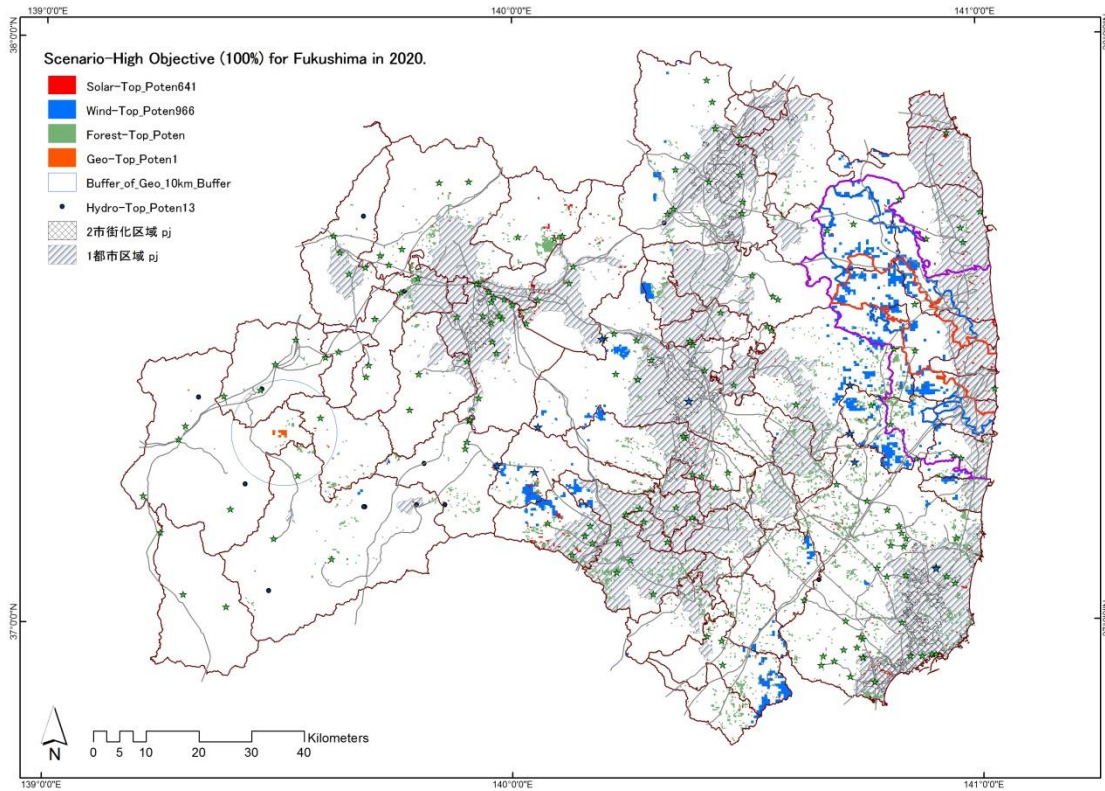 139°0'0"E
140°0'0"E
141°0'0"E
38°0'0"N
Scenario-High Objective (100%) for Fukushima in 2020.
Solar-Top_Poten641
Wind-Top_Poten966
Forest-Top_Poten
Geo-Top_Poten1
Buffer_of_Geo_10km_Buffer
Hydro-Top_Poten13
2市街化区域 pj
1都市区域 pj
37°0'0"N
N
Kilometers
0 5 10 20 30 40
139°0'0"E
140°0'0"E
141°0'0"E